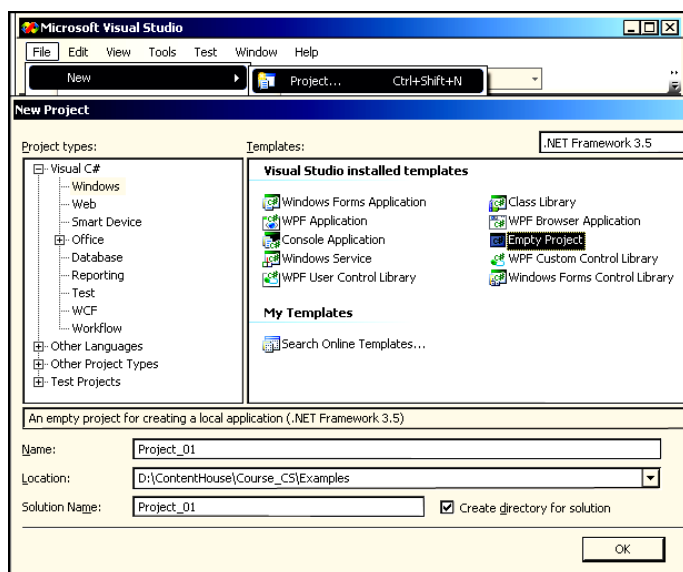 Microsoft Visual Studio
File Edit View Tools Test Window Help
New Project... Ctrl+Shift+N
New Project
Project types:
Templates:
.NET Framework 3.5
Visual C#
Windows
Web
Smart Device
Office
Database
Reporting
Test
WCF
Workflow
Other Languages
Other Project Types
Test Projects
Visual Studio installed templates
Windows Forms Application
WPF Application
Console Application
Windows Service
WPF User Control Library
Class Library
WPF Browser Application
Empty Project
WPF Custom Control Library
Windows Forms Control Library
My Templates
Search Online Templates...
An empty project for creating a local application (.NET Framework 3.5)
Name: Project_01
Location: D:\ContentHouse\Course_CS\Examples
Solution Name: Project_01
Create directory for solution
OK